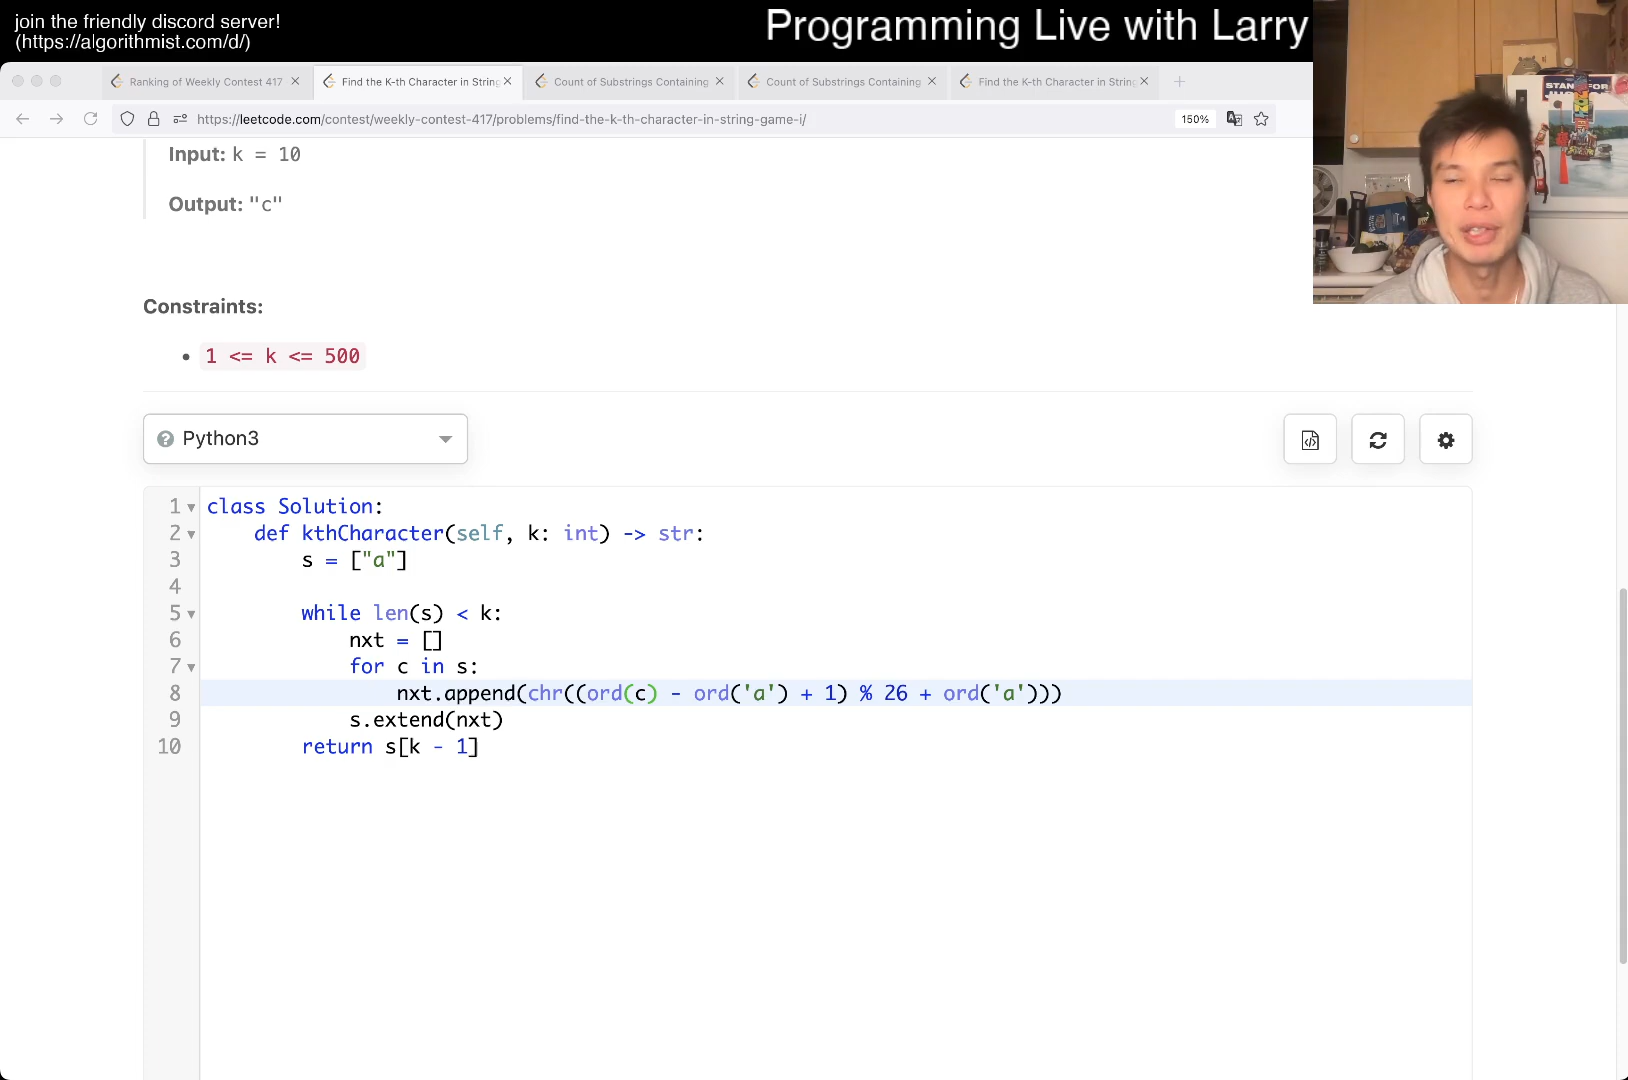 join the friendly discord server!
(https://algorithmist.com/d/)
Programming Live with Larry
Ranking of Weekly Contest 417
Find the K-th Character in String
Count of Substrings Containing
Count of Substrings Containing
Find the K-th Character in String
https://leetcode.com/contest/weekly-contest-417/problems/find-the-k-th-character-in-string-game-i/
150%
Input: k = 10
Output: "c"
Constraints:
1 <= k <= 500
Python3
1 class Solution:
2 def kthCharacter(self, k: int) -> str:
3 s = ["a"]
4
5 while len(s) < k:
6 nxt = []
7 for c in s:
8 nxt.append(chr((ord(c) - ord('a') + 1) % 26 + ord('a')))
9 s.extend(nxt)
10 return s[k - 1]